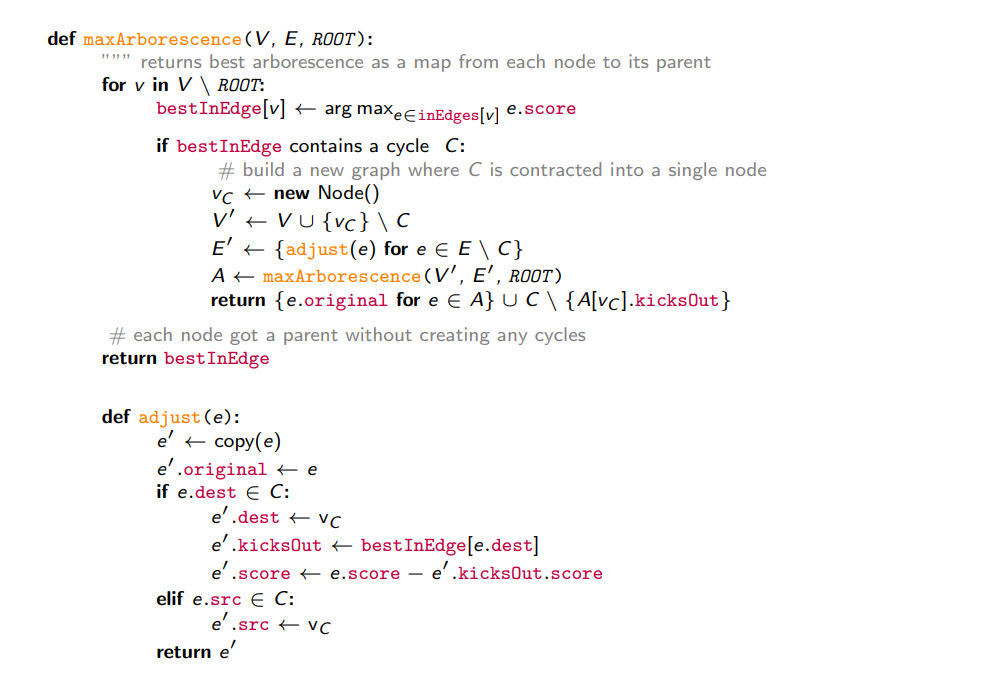 def maxArborescence(V, E, ROOT):
""" returns best arborescence as a map from each node to its parent
for v in V \ ROOT:
bestInEdge[v] ← arg max_{e∈inEdges[v]} e.score
if bestInEdge contains a cycle C:
# build a new graph where C is contracted into a single node
v_C ← new Node()
V′ ← V ∪ {v_C} \ C
E′ ← {adjust(e) for e ∈ E \ C}
A ← maxArborescence(V′, E′, ROOT)
return {e.original for e ∈ A} ∪ C \ {A[v_C].kicksOut}
# each node got a parent without creating any cycles
return bestInEdge
def adjust(e):
e′ ← copy(e)
e′.original ← e
if e.dest ∈ C:
e′.dest ← v_C
e′.kicksOut ← bestInEdge[e.dest]
e′.score ← e.score − e′.kicksOut.score
elif e.src ∈ C:
e′.src ← v_C
return e′